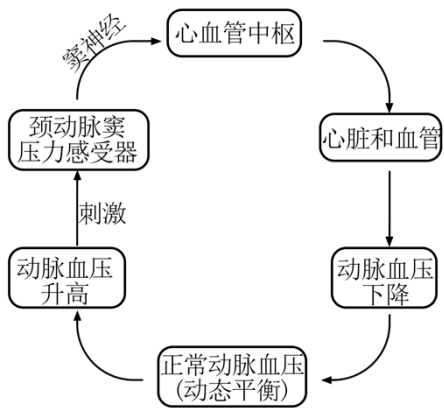 窦神经
心血管中枢
颈动脉窦
压力感受器
心脏和血管
刺激
动脉血压
升高
动脉血压
下降
正常动脉血压
(动态平衡)